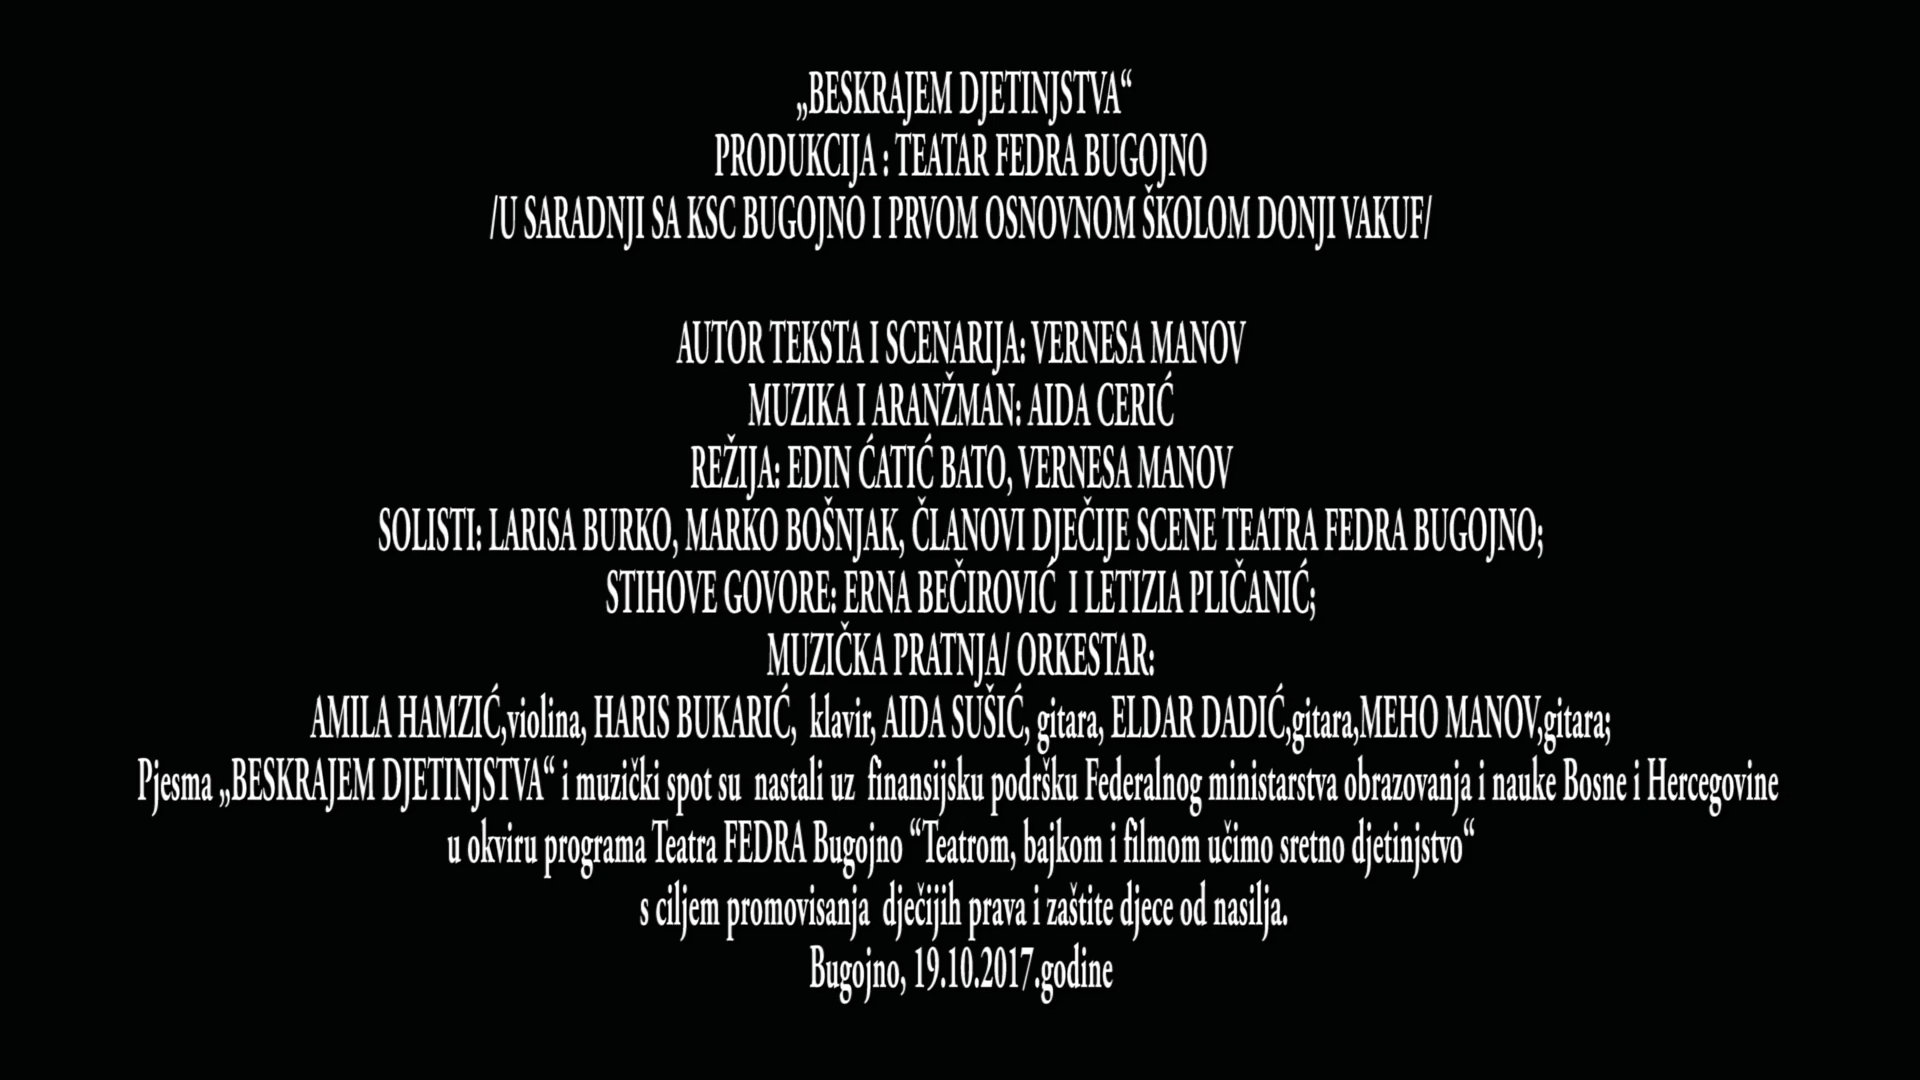 „BESKRAJEM DJETINJSTVA“
PRODUKCIJA : TEATAR FEDRA BUGOJNO
/U SARADNJI SA KSC BUGOJNO I PRVOM OSNOVNOM ŠKOLOM DONJI VAKUF/
AUTOR TEKSTA I SCENARIJA: VERNESA MANOV
MUZIKA I ARANŽMAN: AIDA CERIĆ
REŽIJA: EDIN ĆATIĆ BATO, VERNESA MANOV
SOLISTI: LARISA BURKO, MARKO BOŠNJAK, ČLANOVI DJEČIJE SCENE TEATRA FEDRA BUGOJNO;
STIHOVE GOVORE: ERNA BEČIROVIĆ  I LETIZIA PLIČANIĆ;
MUZIČKA PRATNJA/ ORKESTAR:
AMILA HAMZIĆ,violina, HARIS BUKARIĆ,  klavir, AIDA SUŠIĆ, gitara, ELDAR DADIĆ,gitara,MEHO MANOV,gitara;
Pjesma „BESKRAJEM DJETINJSTVA“ i muzički spot su  nastali uz  finansijsku podršku Federalnog ministarstva obrazovanja i nauke Bosne i Hercegovine
u okviru programa Teatra FEDRA Bugojno “Teatrom, bajkom i filmom učimo sretno djetinjstvo“
s ciljem promovisanja  dječijih prava i zaštite djece od nasilja.
Bugojno, 19.10.2017.godine